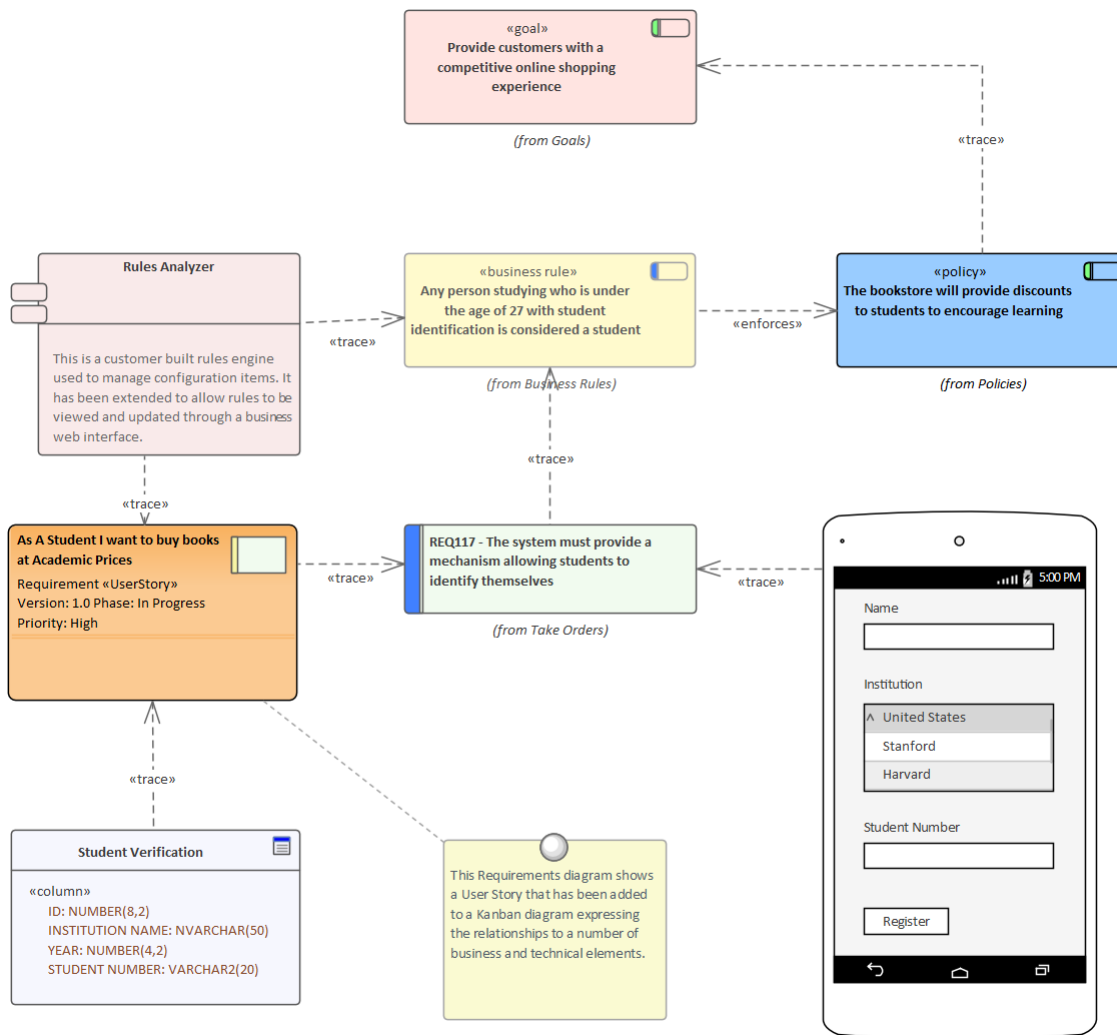 «goal»
Provide customers with a
competitive online shopping
experience
(from Goals)
«trace»
Rules Analyzer
This is a customer built rules engine
used to manage configuration items. It
has been extended to allow rules to be
viewed and updated through a business
web interface.
«trace»
«business rule»
Any person studying who is under
the age of 27 with student
identification is considered a student
(from Business Rules)
«enforces»
«policy»
The bookstore will provide discounts
to students to encourage learning
(from Policies)
«trace»
«trace»
As A Student I want to buy books
at Academic Prices
Requirement «UserStory»
Version: 1.0 Phase: In Progress
Priority: High
«trace»
REQ117 - The system must provide a
mechanism allowing students to
identify themselves
(from Take Orders)
«trace»
5:00 PM
Name
Institution
^ United States
Stanford
Harvard
Student Number
Register
«trace»
Student Verification
«column»
ID: NUMBER(8,2)
INSTITUTION NAME: NVARCHAR(50)
YEAR: NUMBER(4,2)
STUDENT NUMBER: VARCHAR2(20)
This Requirements diagram shows
a User Story that has been added
to a Kanban diagram expressing
the relationships to a number of
business and technical elements.